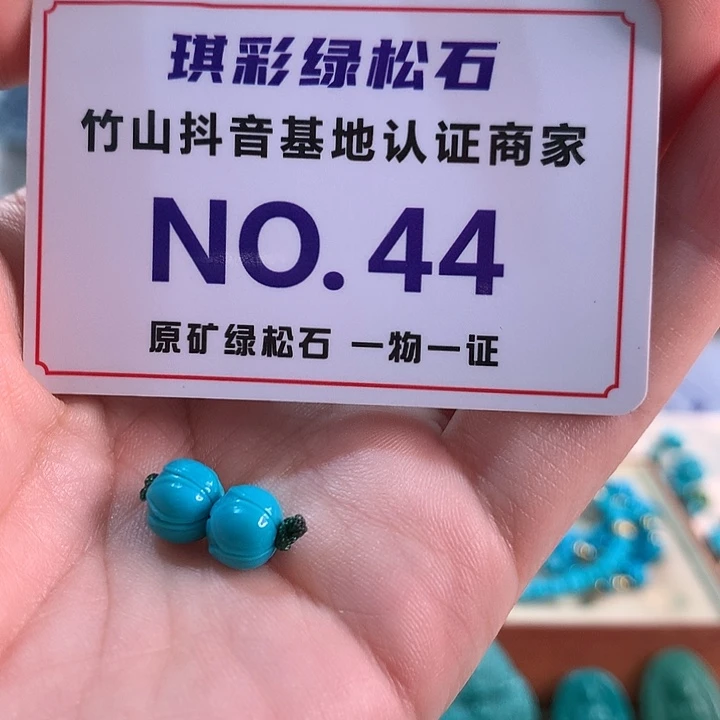 琪彩绿松石
竹山抖音基地认证商家
NO.44
原矿绿松石 一物一证